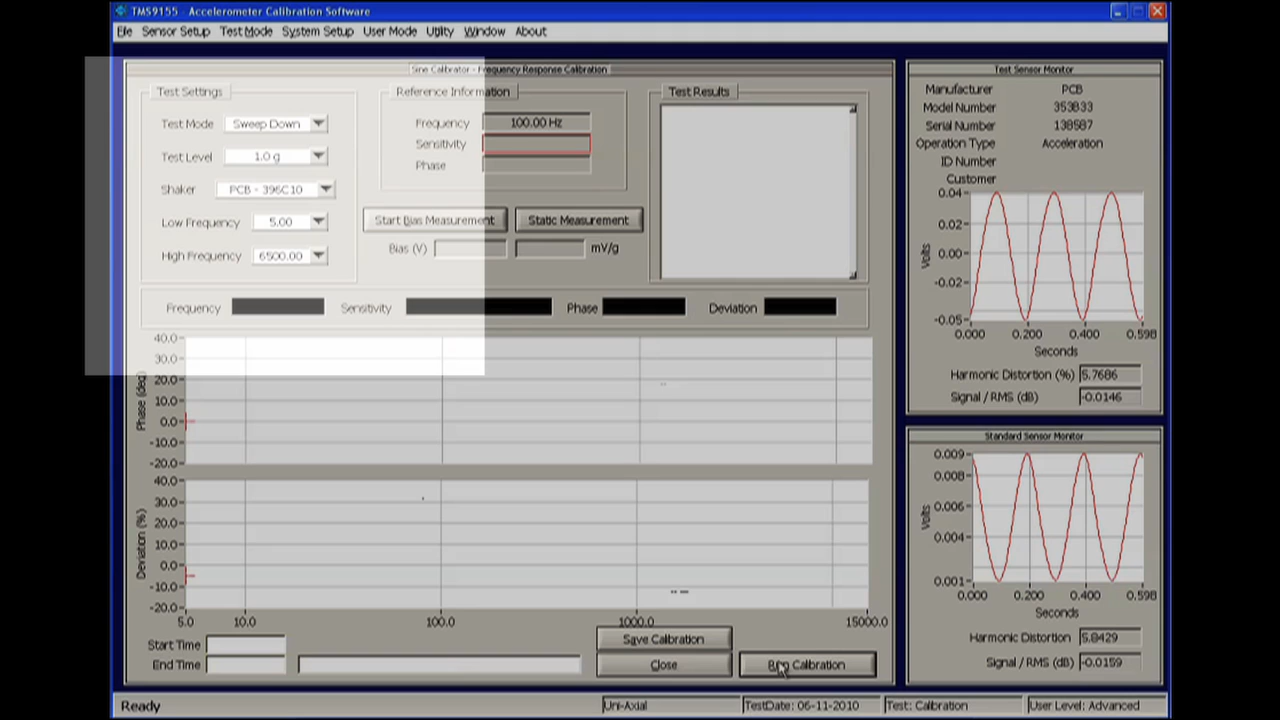 TMS9155 - Accelerometer Calibration Software
File Sensor Setup Test Mode System Setup User Mode Utility Window About
Sine Calibrator - Frequency Response Calibration
Test Settings
Test Mode Sweep Down
Test Level 1.0 g
Shaker PCB - 396C10
Low Frequency 5.00
High Frequency 6500.00
Reference Information
Frequency 100.00 Hz
Sensitivity
Phase
Start Bias Measurement Static Measurement
Bias (V) mV/g
Test Results
Frequency Sensitivity Phase Deviation
Phase (deg)
40.0
30.0
20.0
10.0
0.0
-10.0
-20.0
Deviation (%)
40.0
30.0
20.0
10.0
0.0
-10.0
-20.0
5.0 10.0 100.0 1000.0 15000.0
Start Time
End Time
Save Calibration
Close
Run Calibration
Test Sensor Monitor
Manufacturer PCB
Model Number 353B33
Serial Number 138587
Operation Type Acceleration
ID Number
Customer
Volts
0.04
0.02
0.00
-0.02
-0.05
0.000 0.200 0.400 0.598
Seconds
Harmonic Distortion (%) 5.7686
Signal / RMS (dB) -0.0146
Standard Sensor Monitor
Volts
0.009
0.008
0.006
0.004
0.001
0.000 0.200 0.400 0.598
Seconds
Harmonic Distortion 5.8429
Signal / RMS (dB) -0.0159
Ready Uni-Axial TestDate: 06-11-2010 Test: Calibration User Level: Advanced